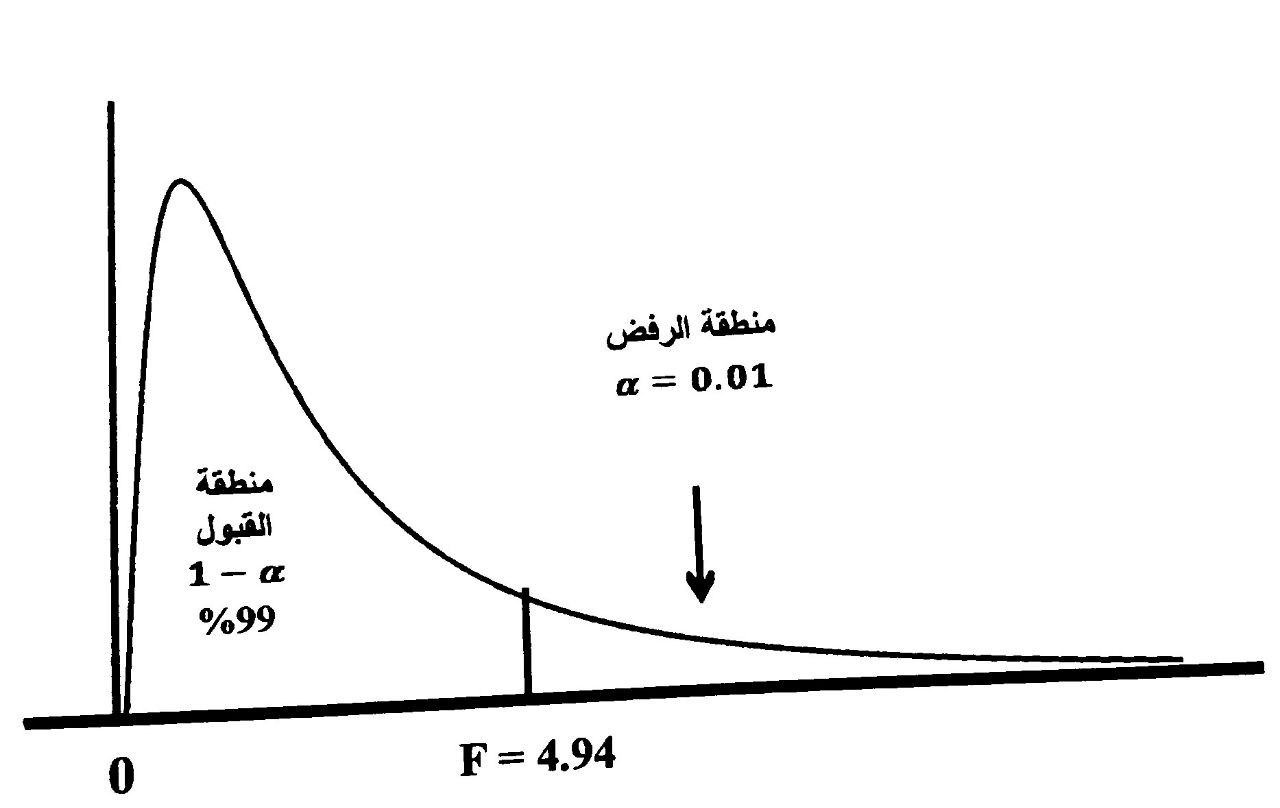 منطقة الرفض
α = 0.01
منطقة
القبول
1 − α
%99
F = 4.94
0